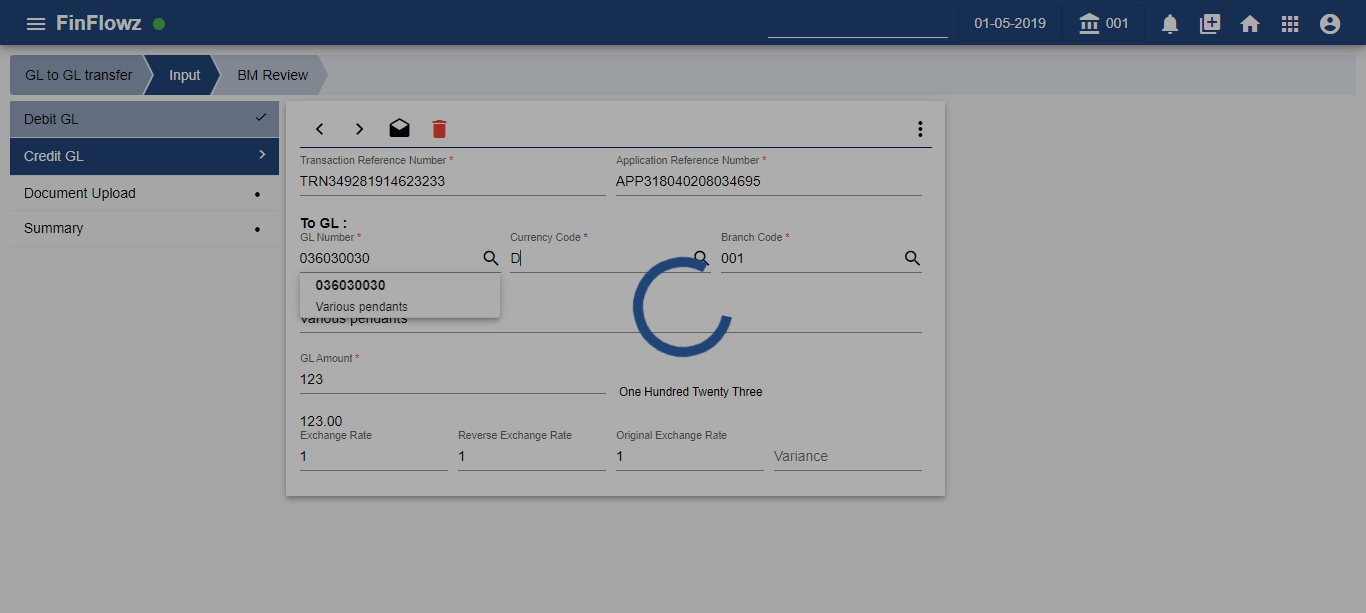 FinFlowz 01-05-2019 001
GL to GL transfer Input BM Review
Debit GL
Credit GL
Document Upload
Summary
Transaction Reference Number * Application Reference Number *
TRN349281914623233 APP318040208034695
To GL :
GL Number * Currency Code * Branch Code *
036030030 D 001
036030030
Various pendants
Various pendants
GL Amount *
123
One Hundred Twenty Three
123.00
Exchange Rate Reverse Exchange Rate Original Exchange Rate
1 1 1 Variance